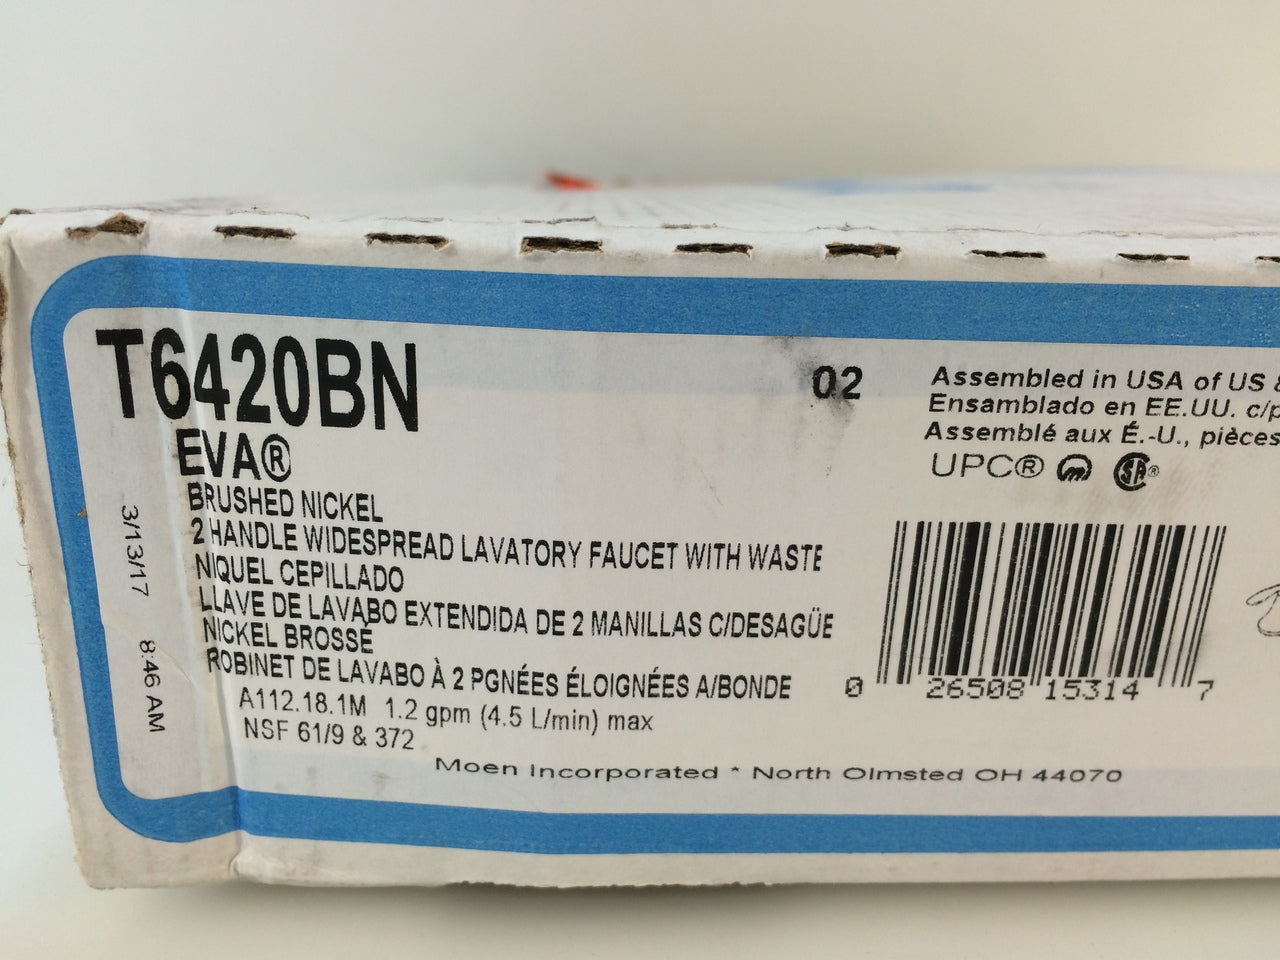 T6420BN
EVA®
BRUSHED NICKEL
2 HANDLE WIDESPREAD LAVATORY FAUCET WITH WASTE
NIQUEL CEPILLADO
LLAVE DE LAVABO EXTENDIDA DE 2 MANILLAS C/DESAGÜE
NICKEL BROSSÉ
ROBINET DE LAVABO À 2 PGNÉES ÉLOIGNÉES A/BONDE
A112.18.1M 1.2 gpm (4.5 L/min) max
NSF 61/9 & 372
Moen Incorporated * North Olmsted OH 44070
3/13/17 8:46 AM
02
Assembled in USA of US &
Ensamblado en EE.UU. c/p
Assemblé aux É.-U., pièces
UPC® SA®
0 26508 15314 7